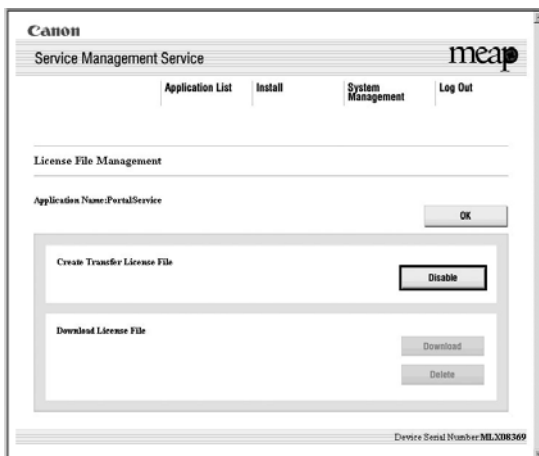 Canon
Service Management Service
meap
Application List
Install
System
Management
Log Out
License File Management
Application Name:PortalService
OK
Create Transfer License File
Disable
Download License File
Download
Delete
Device Serial Number:MLX08369